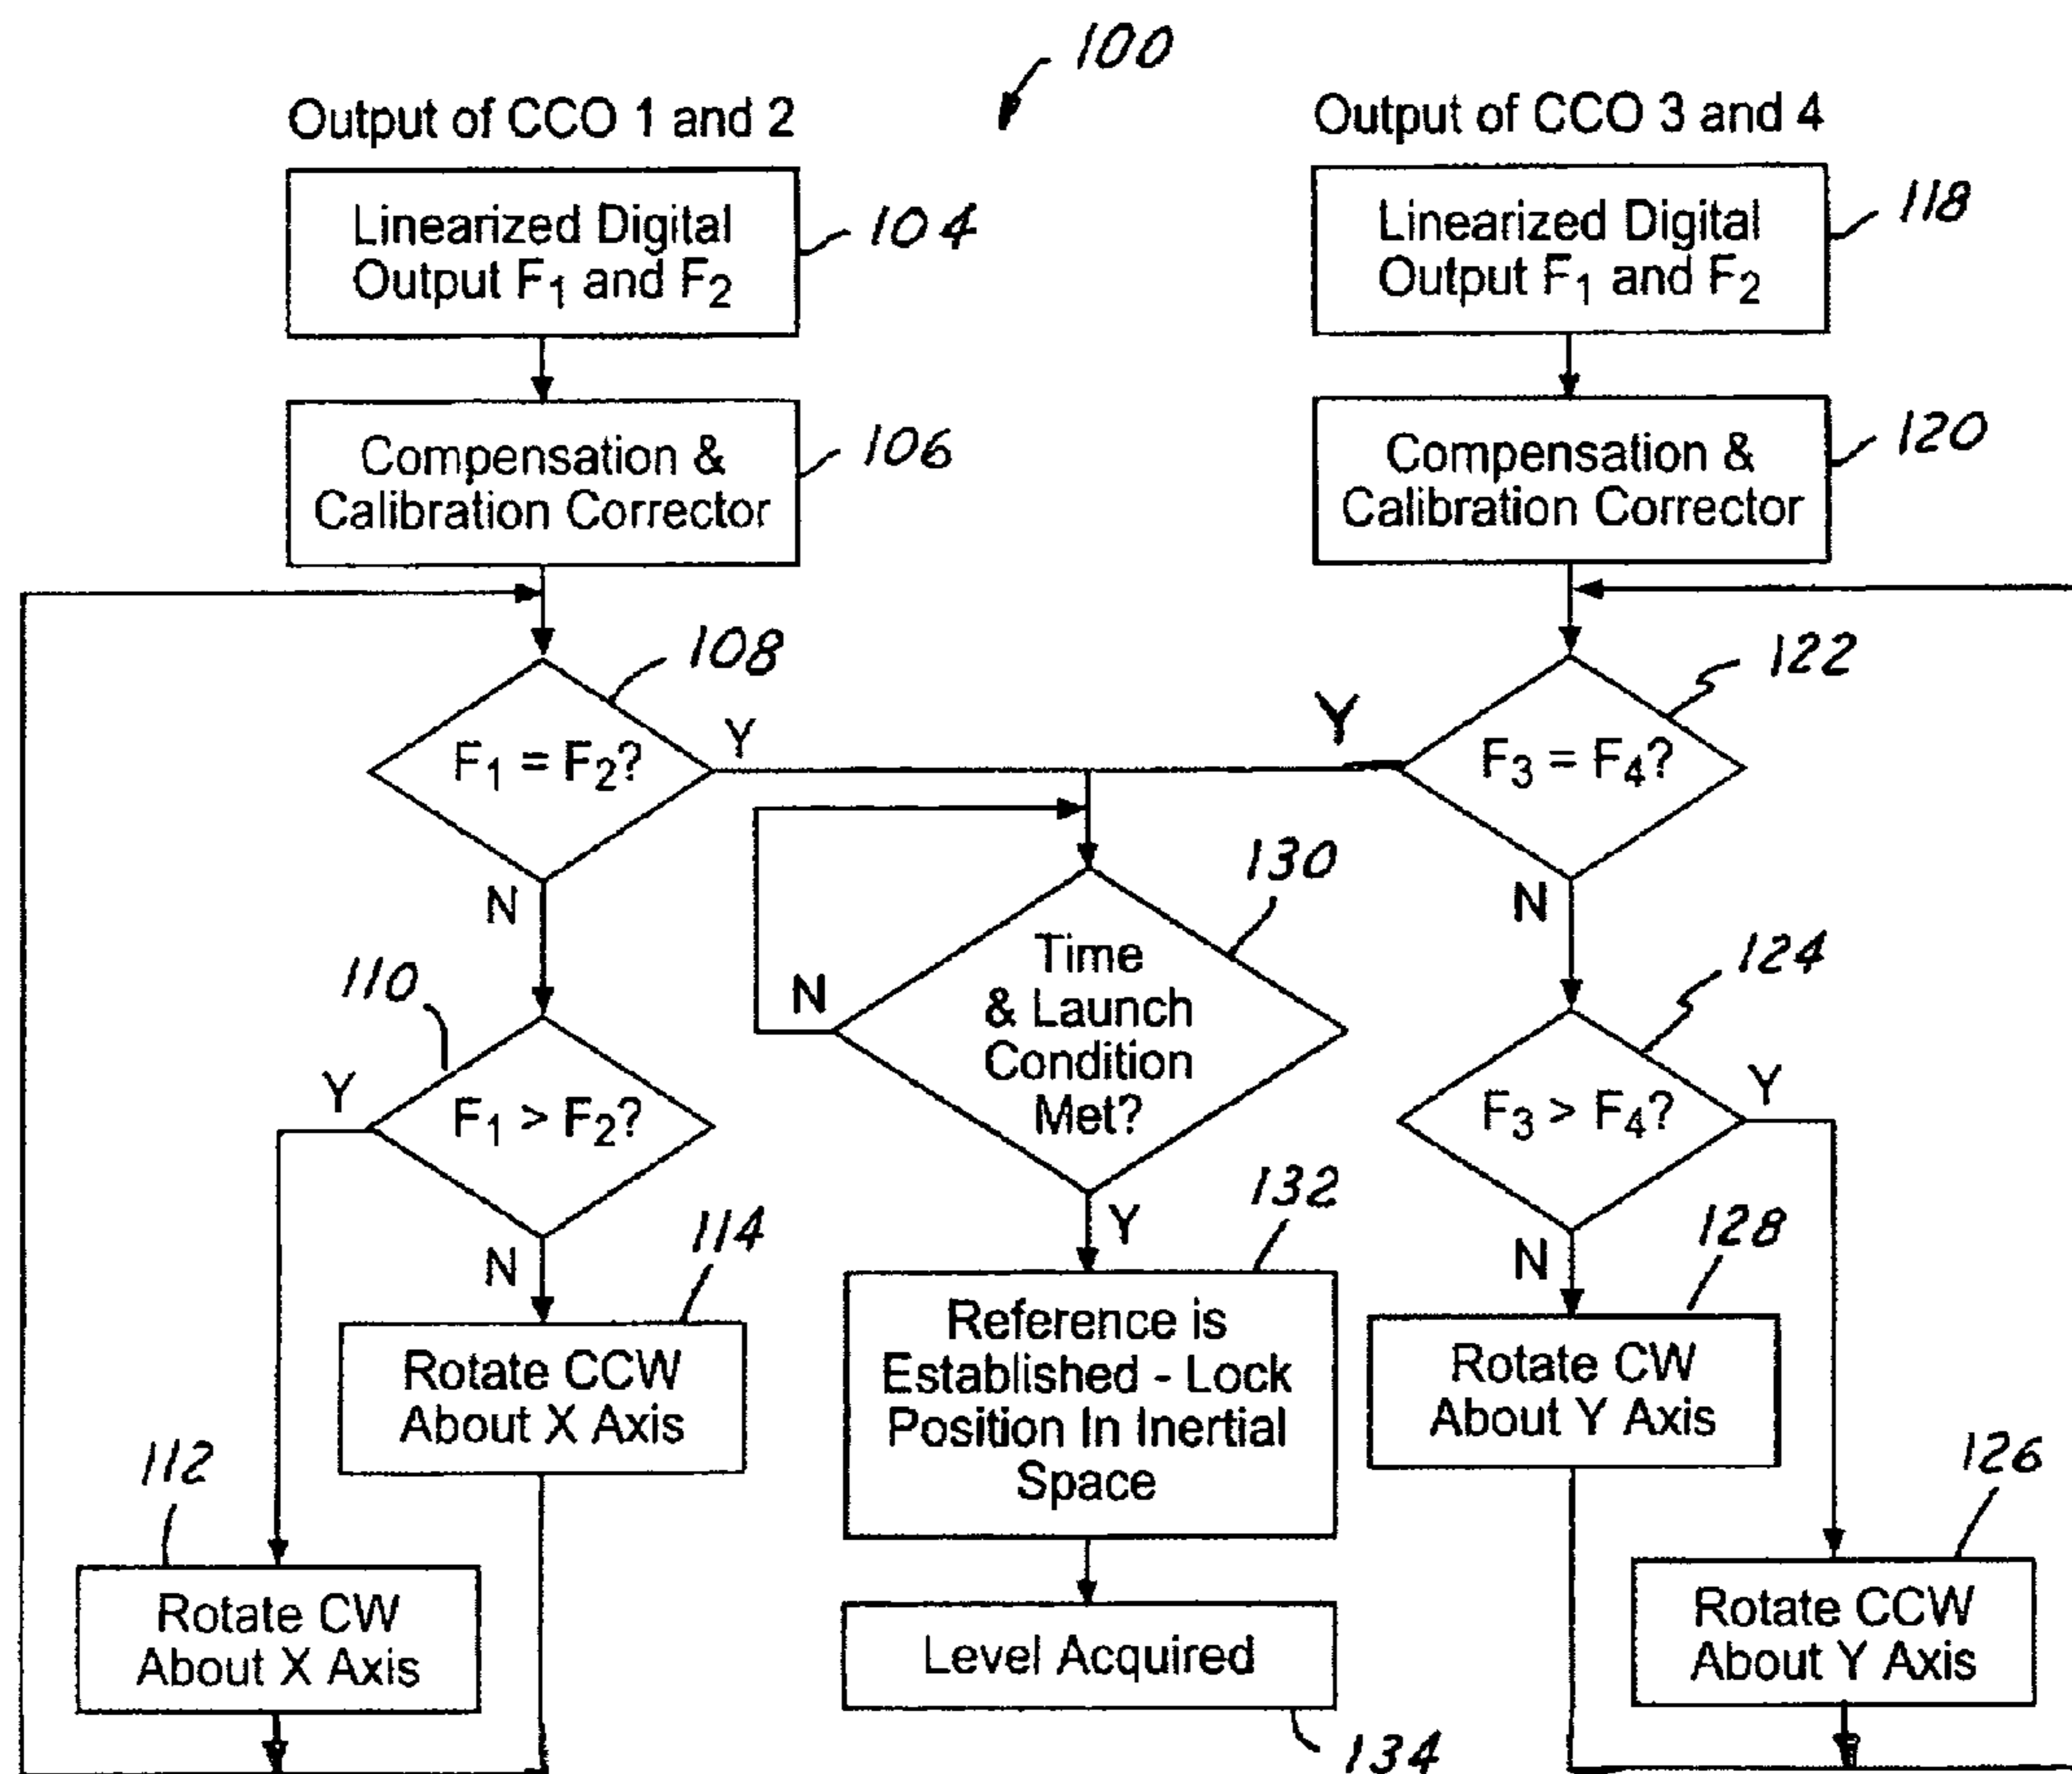 100
Output of CCO 1 and 2
Linearized Digital
Output F₁ and F₂
104
Compensation &
Calibration Corrector
106
F₁ = F₂?
108
Y
N
F₁ > F₂?
110
Y
N
Rotate CCW
About X Axis
114
Rotate CW
About X Axis
112
Output of CCO 3 and 4
Linearized Digital
Output F₁ and F₂
118
Compensation &
Calibration Corrector
120
F₃ = F₄?
122
Y
N
F₃ > F₄?
124
Y
N
Rotate CW
About Y Axis
128
Rotate CCW
About Y Axis
126
Time
& Launch
Condition
Met?
130
N
Y
Reference is
Established - Lock
Position In Inertial
Space
132
Level Acquired
134